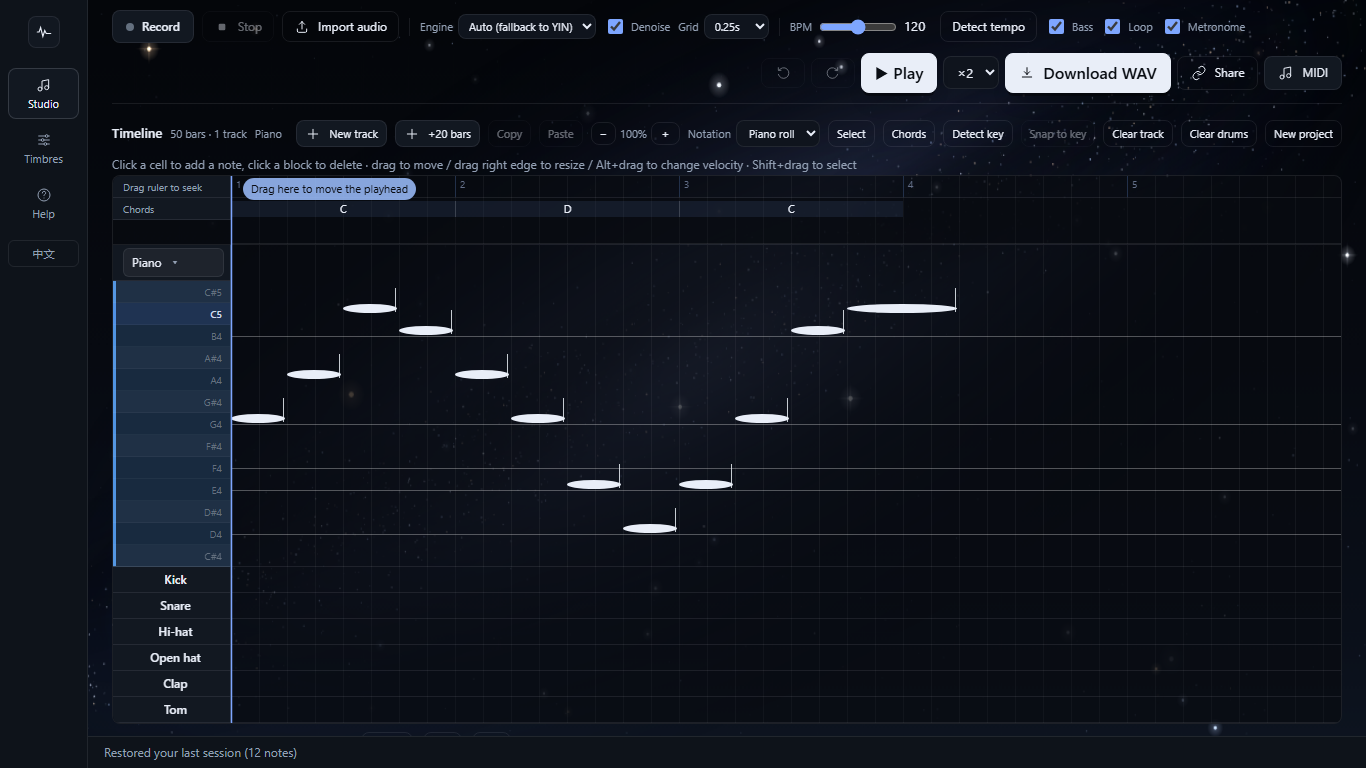 Record Stop Import audio Engine Auto (fallback to YIN) Denoise Grid 0.25s BPM 120 Detect tempo Bass Loop Metronome
Play ×2 Download WAV Share MIDI
Studio
Timbres
Help
中文
Timeline 50 bars · 1 track Piano New track +20 bars Copy Paste − 100% + Notation Piano roll Select Chords Detect key Snap to key Clear track Clear drums New project
Click a cell to add a note, click a block to delete · drag to move / drag right edge to resize / Alt+drag to change velocity · Shift+drag to select
Drag ruler to seek 1 Drag here to move the playhead 2 3 4 5
Chords C D C
Piano
C#5
C5
B4
A#4
A4
G#4
G4
F#4
F4
E4
D#4
D4
C#4
Kick
Snare
Hi-hat
Open hat
Clap
Tom
Restored your last session (12 notes)